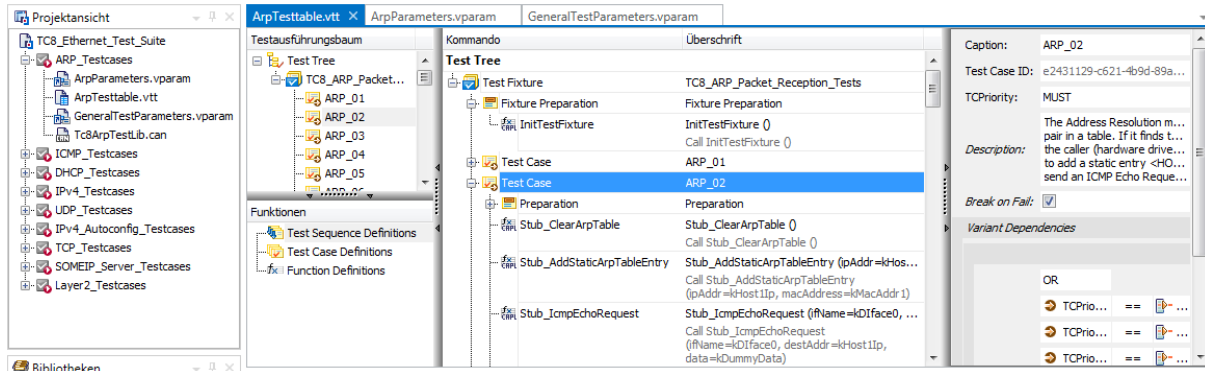 Projektansicht
TC8_Ethernet_Test_Suite
ARP_Testcases
ArpParameters.vparam
ArpTesttable.vtt
GeneralTestParameters.vparam
Tc8ArpTestLib.can
ICMP_Testcases
DHCP_Testcases
IPv4_Testcases
UDP_Testcases
IPv4_Autoconfig_Testcases
TCP_Testcases
SOMEIP_Server_Testcases
Layer2_Testcases
Bibliotheken
ArpTesttable.vtt
ArpParameters.vparam
GeneralTestParameters.vparam
Testausführungsbaum
Test Tree
TC8_ARP_Packet...
ARP_01
ARP_02
ARP_03
ARP_04
ARP_05
Funktionen
Test Sequence Definitions
Test Case Definitions
fx Function Definitions
Kommando Überschrift
Test Tree
Test Fixture TC8_ARP_Packet_Reception_Tests
Fixture Preparation Fixture Preparation
InitTestFixture InitTestFixture ()
Call InitTestFixture ()
Test Case ARP_01
Test Case ARP_02
Preparation Preparation
Stub_ClearArpTable Stub_ClearArpTable ()
Call Stub_ClearArpTable ()
Stub_AddStaticArpTableEntry Stub_AddStaticArpTableEntry (ipAddr=kHos...
Call Stub_AddStaticArpTableEntry
(ipAddr=kHost1Ip, macAddress=kMacAddr1)
Stub_IcmpEchoRequest Stub_IcmpEchoRequest (ifName=kDIface0, ...
Call Stub_IcmpEchoRequest
(ifName=kDIface0, destAddr=kHost1Ip,
data=kDummyData)
Caption: ARP_02
Test Case ID: e2431129-c621-4b9d-89a...
TCPriority: MUST
Description:
The Address Resolution m...
pair in a table. If it finds t...
the caller (hardware drive...
to add a static entry <HO...
send an ICMP Echo Reque...
Break on Fail:
Variant Dependencies
OR
TCPrio... == ...
TCPrio... == ...
TCPrio... == ...